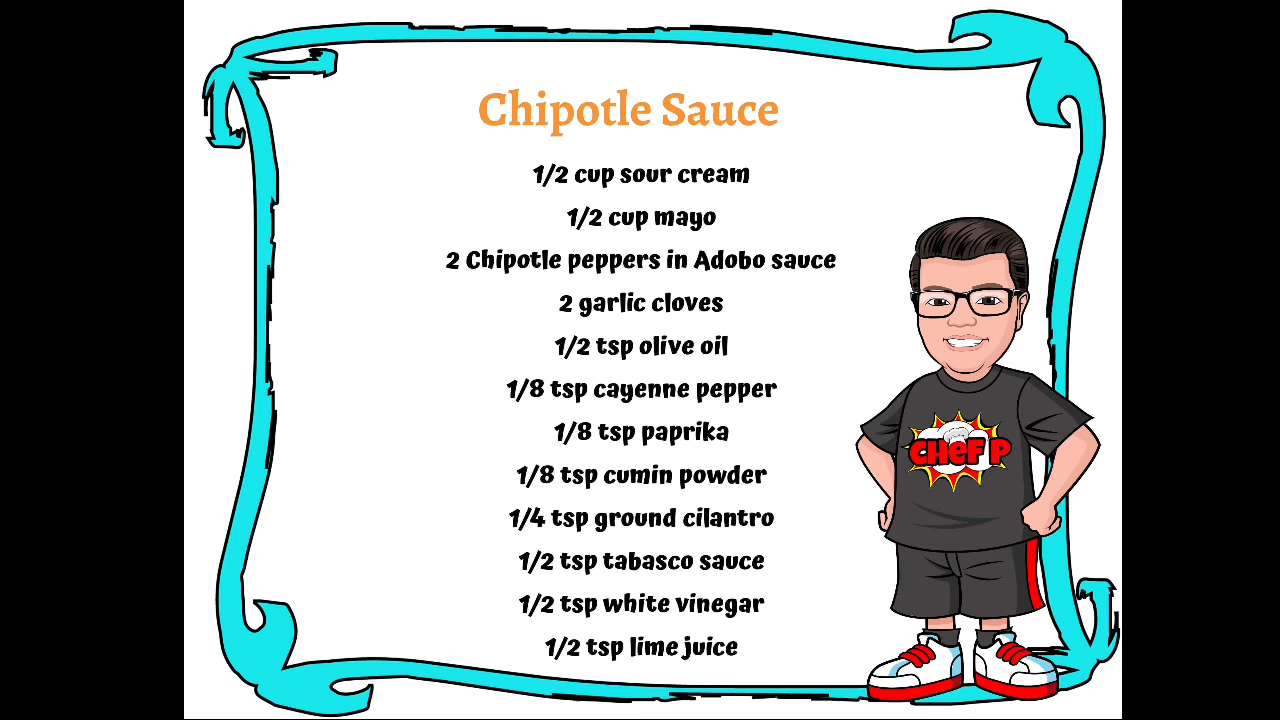 Chipotle Sauce
1/2 cup sour cream
1/2 cup mayo
2 Chipotle peppers in Adobo sauce
2 garlic cloves
1/2 tsp olive oil
1/8 tsp cayenne pepper
1/8 tsp paprika
1/8 tsp cumin powder
1/4 tsp ground cilantro
1/2 tsp tabasco sauce
1/2 tsp white vinegar
1/2 tsp lime juice
CHeF P